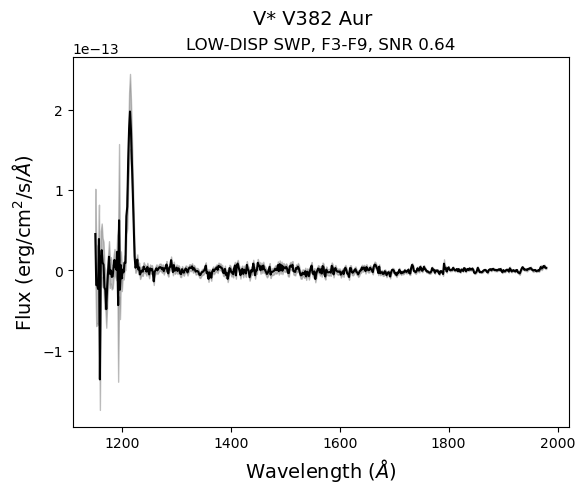 V* V382 Aur
LOW-DISP SWP, F3-F9, SNR 0.64
1e−13
2
1
0
−1
Flux (erg/cm²/s/Å)
1200 1400 1600 1800 2000
Wavelength (Å)